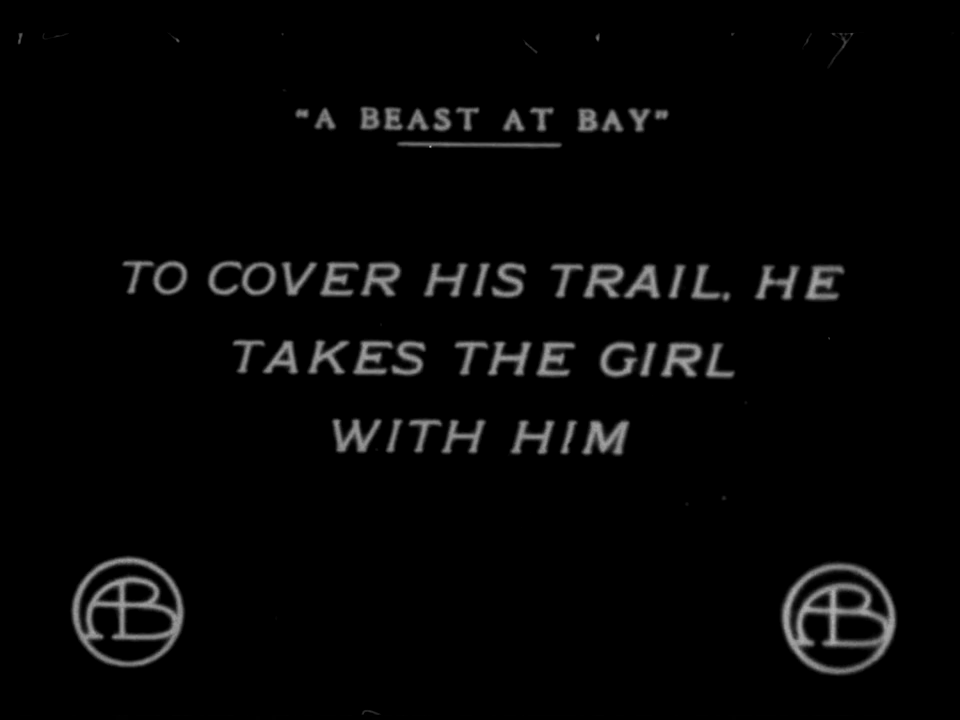 "A BEAST AT BAY"
TO COVER HIS TRAIL, HE
TAKES THE GIRL
WITH HIM
AB AB